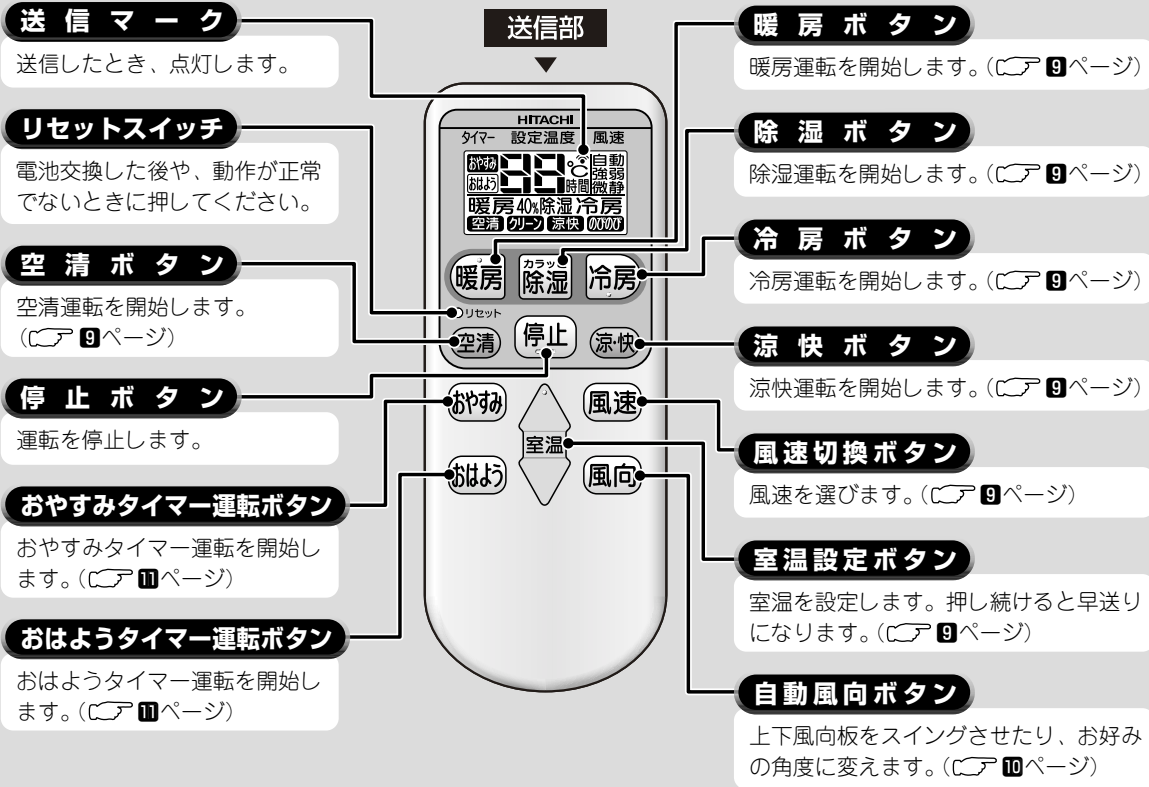 送信マーク
送信したとき、点灯します。
リセットスイッチ
電池交換した後や、動作が正常
でないときに押してください。
空清ボタン
空清運転を開始します。
(☞ 9ページ)
停止ボタン
運転を停止します。
おやすみタイマー運転ボタン
おやすみタイマー運転を開始し
ます。(☞ 11ページ)
おはようタイマー運転ボタン
おはようタイマー運転を開始し
ます。(☞ 11ページ)
送信部
HITACHI
タイマー 設定温度 風速
おやすみ 88℃ 自動
強弱
おはよう 時間 微静
暖房 40%除湿 冷房
空清 クリーン 涼快 のびのび
暖房 カラッと除湿 冷房
リセット
空清 停止 涼・快
おやすみ 風速
室温
おはよう 風向
暖房ボタン
暖房運転を開始します。(☞ 9ページ)
除湿ボタン
除湿運転を開始します。(☞ 9ページ)
冷房ボタン
冷房運転を開始します。(☞ 9ページ)
涼快ボタン
涼快運転を開始します。(☞ 9ページ)
風速切換ボタン
風速を選びます。(☞ 9ページ)
室温設定ボタン
室温を設定します。押し続けると早送り
になります。(☞ 9ページ)
自動風向ボタン
上下風向板をスイングさせたり、お好み
の角度に変えます。(☞ 10ページ)